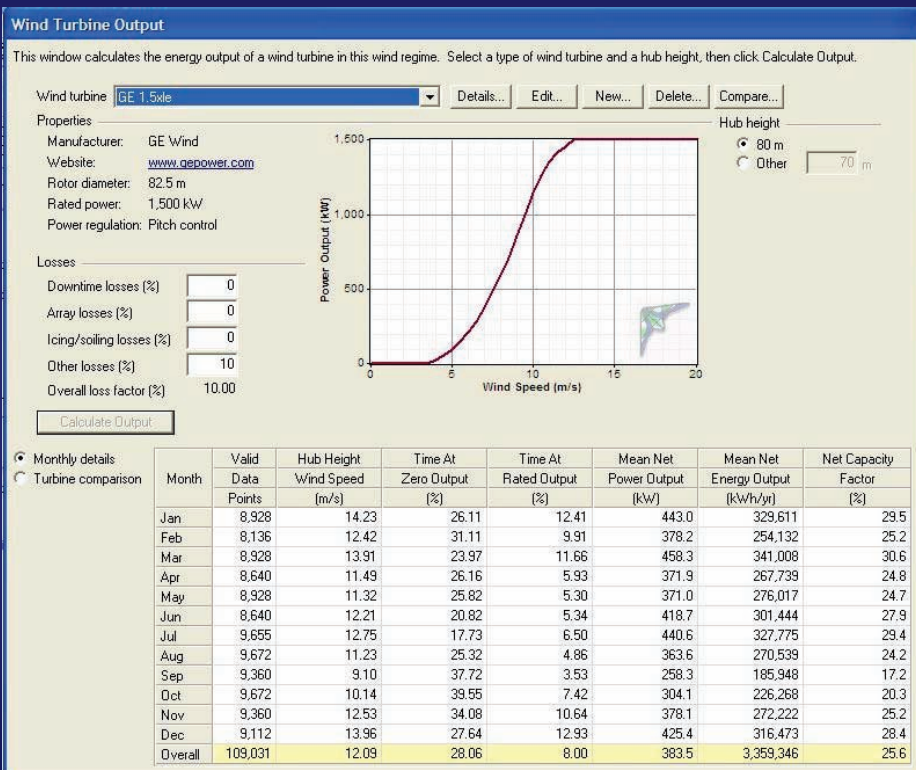 Wind Turbine Output
This window calculates the energy output of a wind turbine in this wind regime. Select a type of wind turbine and a hub height, then click Calculate Output.
Wind turbine GE 1.5xle Details... Edit... New... Delete... Compare...
Properties
Manufacturer: GE Wind
Website: www.gepower.com
Rotor diameter: 82.5 m
Rated power: 1,500 kW
Power regulation: Pitch control
Losses
Downtime losses (%) 0
Array losses (%) 0
Icing/soiling losses (%) 0
Other losses (%) 10
Overall loss factor (%) 10.00
Calculate Output
Power Output (kW)
1,500
1,000
500
0
0 5 10 15 20
Wind Speed (m/s)
Hub height
80 m
Other 70 m
Monthly details
Turbine comparison
Month Valid Data Points Hub Height Wind Speed (m/s) Time At Zero Output (%) Time At Rated Output (%) Mean Net Power Output (kW) Mean Net Energy Output (kWh/yr) Net Capacity Factor (%)
Jan 8,928 14.23 26.11 12.41 443.0 329,611 29.5
Feb 8,136 12.42 31.11 9.91 378.2 254,132 25.2
Mar 8,928 13.91 23.97 11.66 458.3 341,008 30.6
Apr 8,640 11.49 26.16 5.93 371.9 267,739 24.8
May 8,928 11.32 25.82 5.30 371.0 276,017 24.7
Jun 8,640 12.21 20.82 5.34 418.7 301,444 27.9
Jul 9,655 12.75 17.73 6.50 440.6 327,775 29.4
Aug 9,672 11.23 25.32 4.86 363.6 270,539 24.2
Sep 9,360 9.10 37.72 3.53 258.3 185,948 17.2
Oct 9,672 10.14 39.55 7.42 304.1 226,268 20.3
Nov 9,360 12.53 34.08 10.64 378.1 272,222 25.2
Dec 9,112 13.96 27.64 12.93 425.4 316,473 28.4
Overall 109,031 12.09 28.06 8.00 383.5 3,359,346 25.6